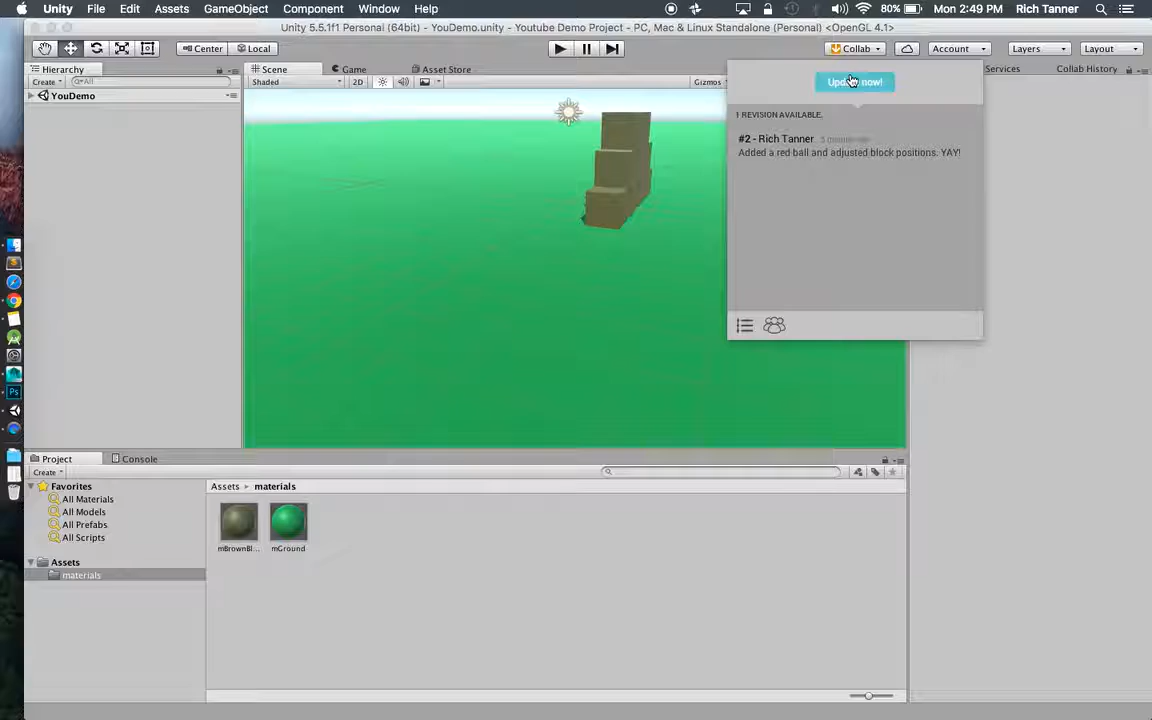 Unity File Edit Assets GameObject Component Window Help 80% Mon 2:49 PM Rich Tanner
Unity 5.5.1f1 Personal (64bit) - YouDemo.unity - Youtube Demo Project - PC, Mac & Linux Standalone (Personal) <OpenGL 4.1>
Center Local Collab Account Layers Layout
Hierarchy Scene Game Asset Store Services Collab History
Create All Shaded 2D Gizmos
YouDemo
1 REVISION AVAILABLE.
#2 - Rich Tanner
Added a red ball and adjusted block positions. YAY!
Project Console
Create
Favorites
All Materials
All Models
All Prefabs
All Scripts
Assets
materials
Assets materials
mBrownBl... mGround